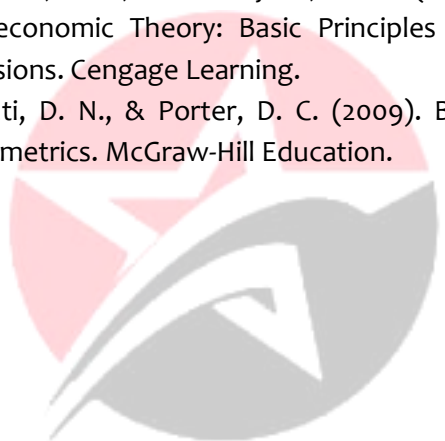 economic Theory: Basic Principles
sions. Cengage Learning.
ti, D. N., & Porter, D. C. (2009). B
metrics. McGraw-Hill Education.